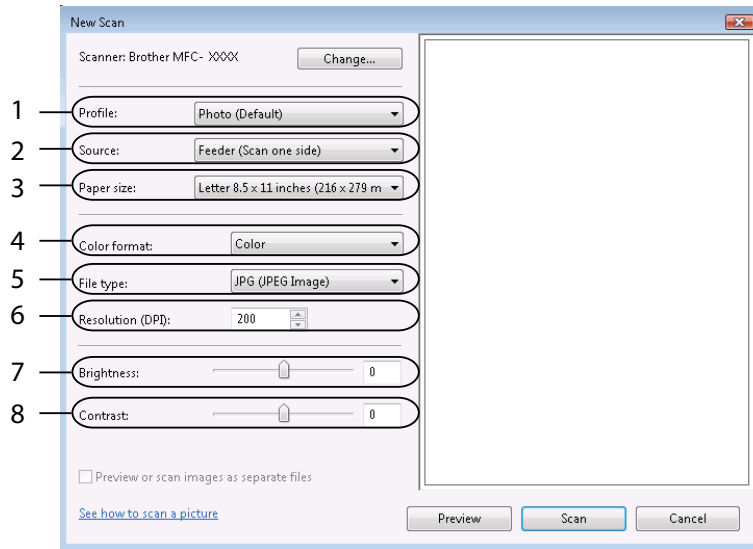 New Scan
Scanner: Brother MFC- XXXX
Change...
1 Profile: Photo (Default)
2 Source: Feeder (Scan one side)
3 Paper size: Letter 8.5 x 11 inches (216 x 279 m
4 Color format: Color
5 File type: JPG (JPEG Image)
6 Resolution (DPI): 200
7 Brightness: 0
8 Contrast: 0
Preview or scan images as separate files
See how to scan a picture
Preview Scan Cancel